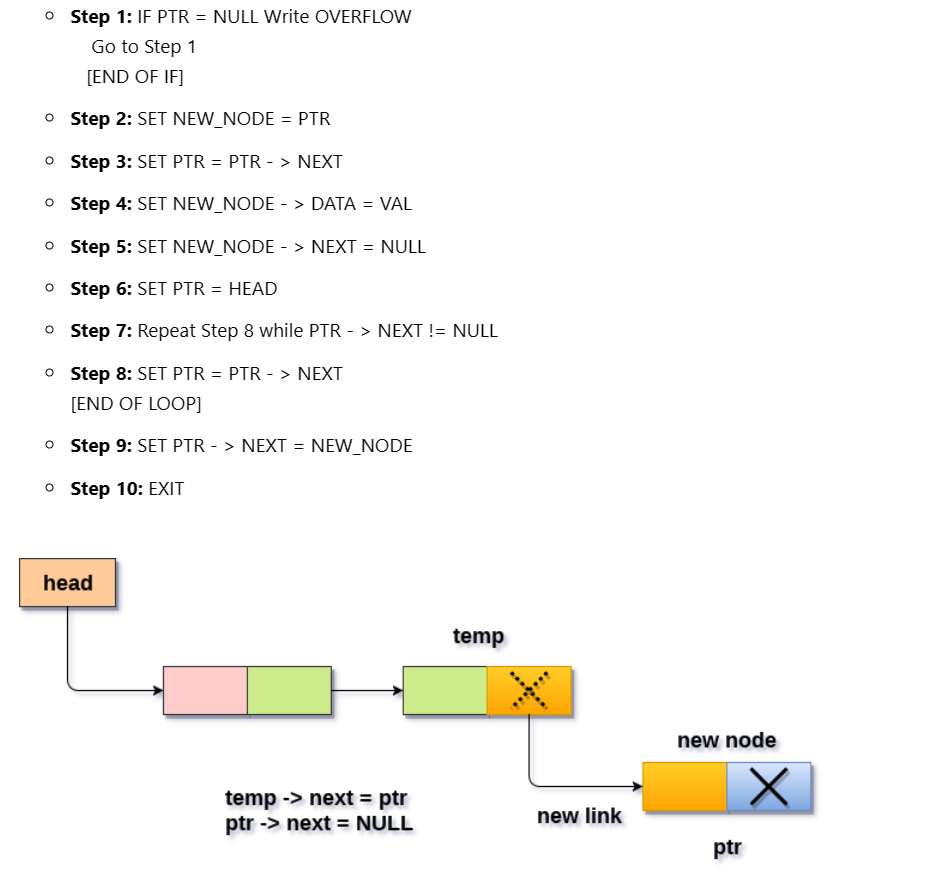 Step 1: IF PTR = NULL Write OVERFLOW
Go to Step 1
[END OF IF]
Step 2: SET NEW_NODE = PTR
Step 3: SET PTR = PTR - > NEXT
Step 4: SET NEW_NODE - > DATA = VAL
Step 5: SET NEW_NODE - > NEXT = NULL
Step 6: SET PTR = HEAD
Step 7: Repeat Step 8 while PTR - > NEXT != NULL
Step 8: SET PTR = PTR - > NEXT
[END OF LOOP]
Step 9: SET PTR - > NEXT = NEW_NODE
Step 10: EXIT
head
temp
new node
temp -> next = ptr
ptr -> next = NULL
new link
ptr